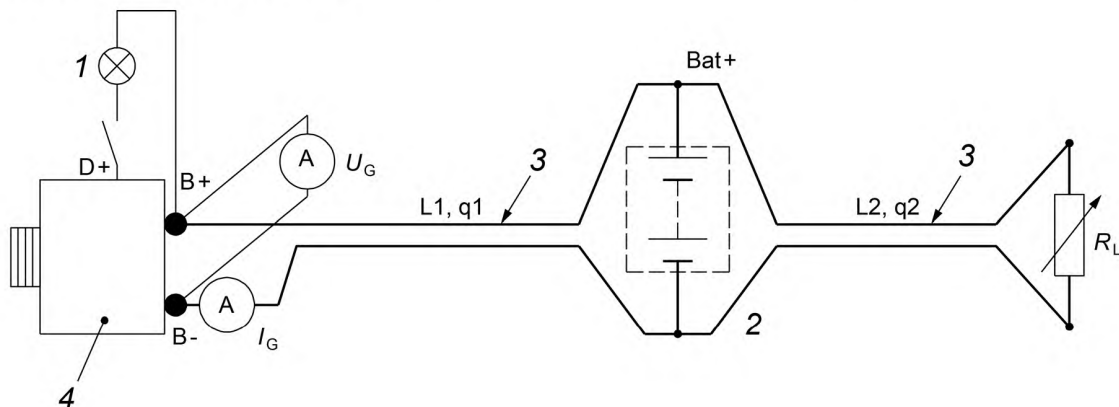 1
Bat+
D+
B+
A
U_G
3
L1, q1
3
L2, q2
R_L
A
B-
I_G
2
4